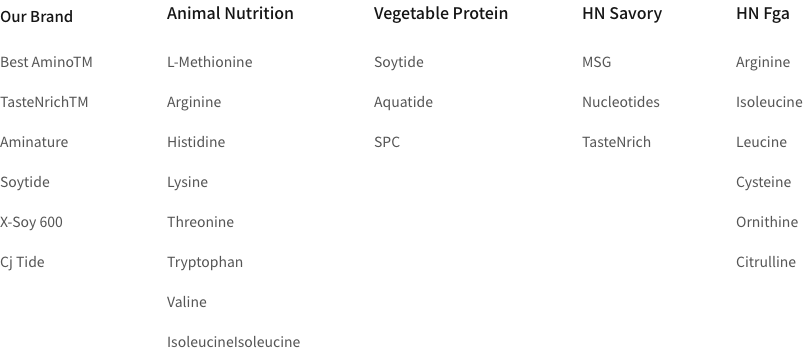 Our Brand
Best AminoTM
TasteNrichTM
Aminature
Soytide
X-Soy 600
Cj Tide
Animal Nutrition
L-Methionine
Arginine
Histidine
Lysine
Threonine
Tryptophan
Valine
IsoleucineIsoleucine
Vegetable Protein
Soytide
Aquatide
SPC
HN Savory
MSG
Nucleotides
TasteNrich
HN Fga
Arginine
Isoleucine
Leucine
Cysteine
Ornithine
Citrulline